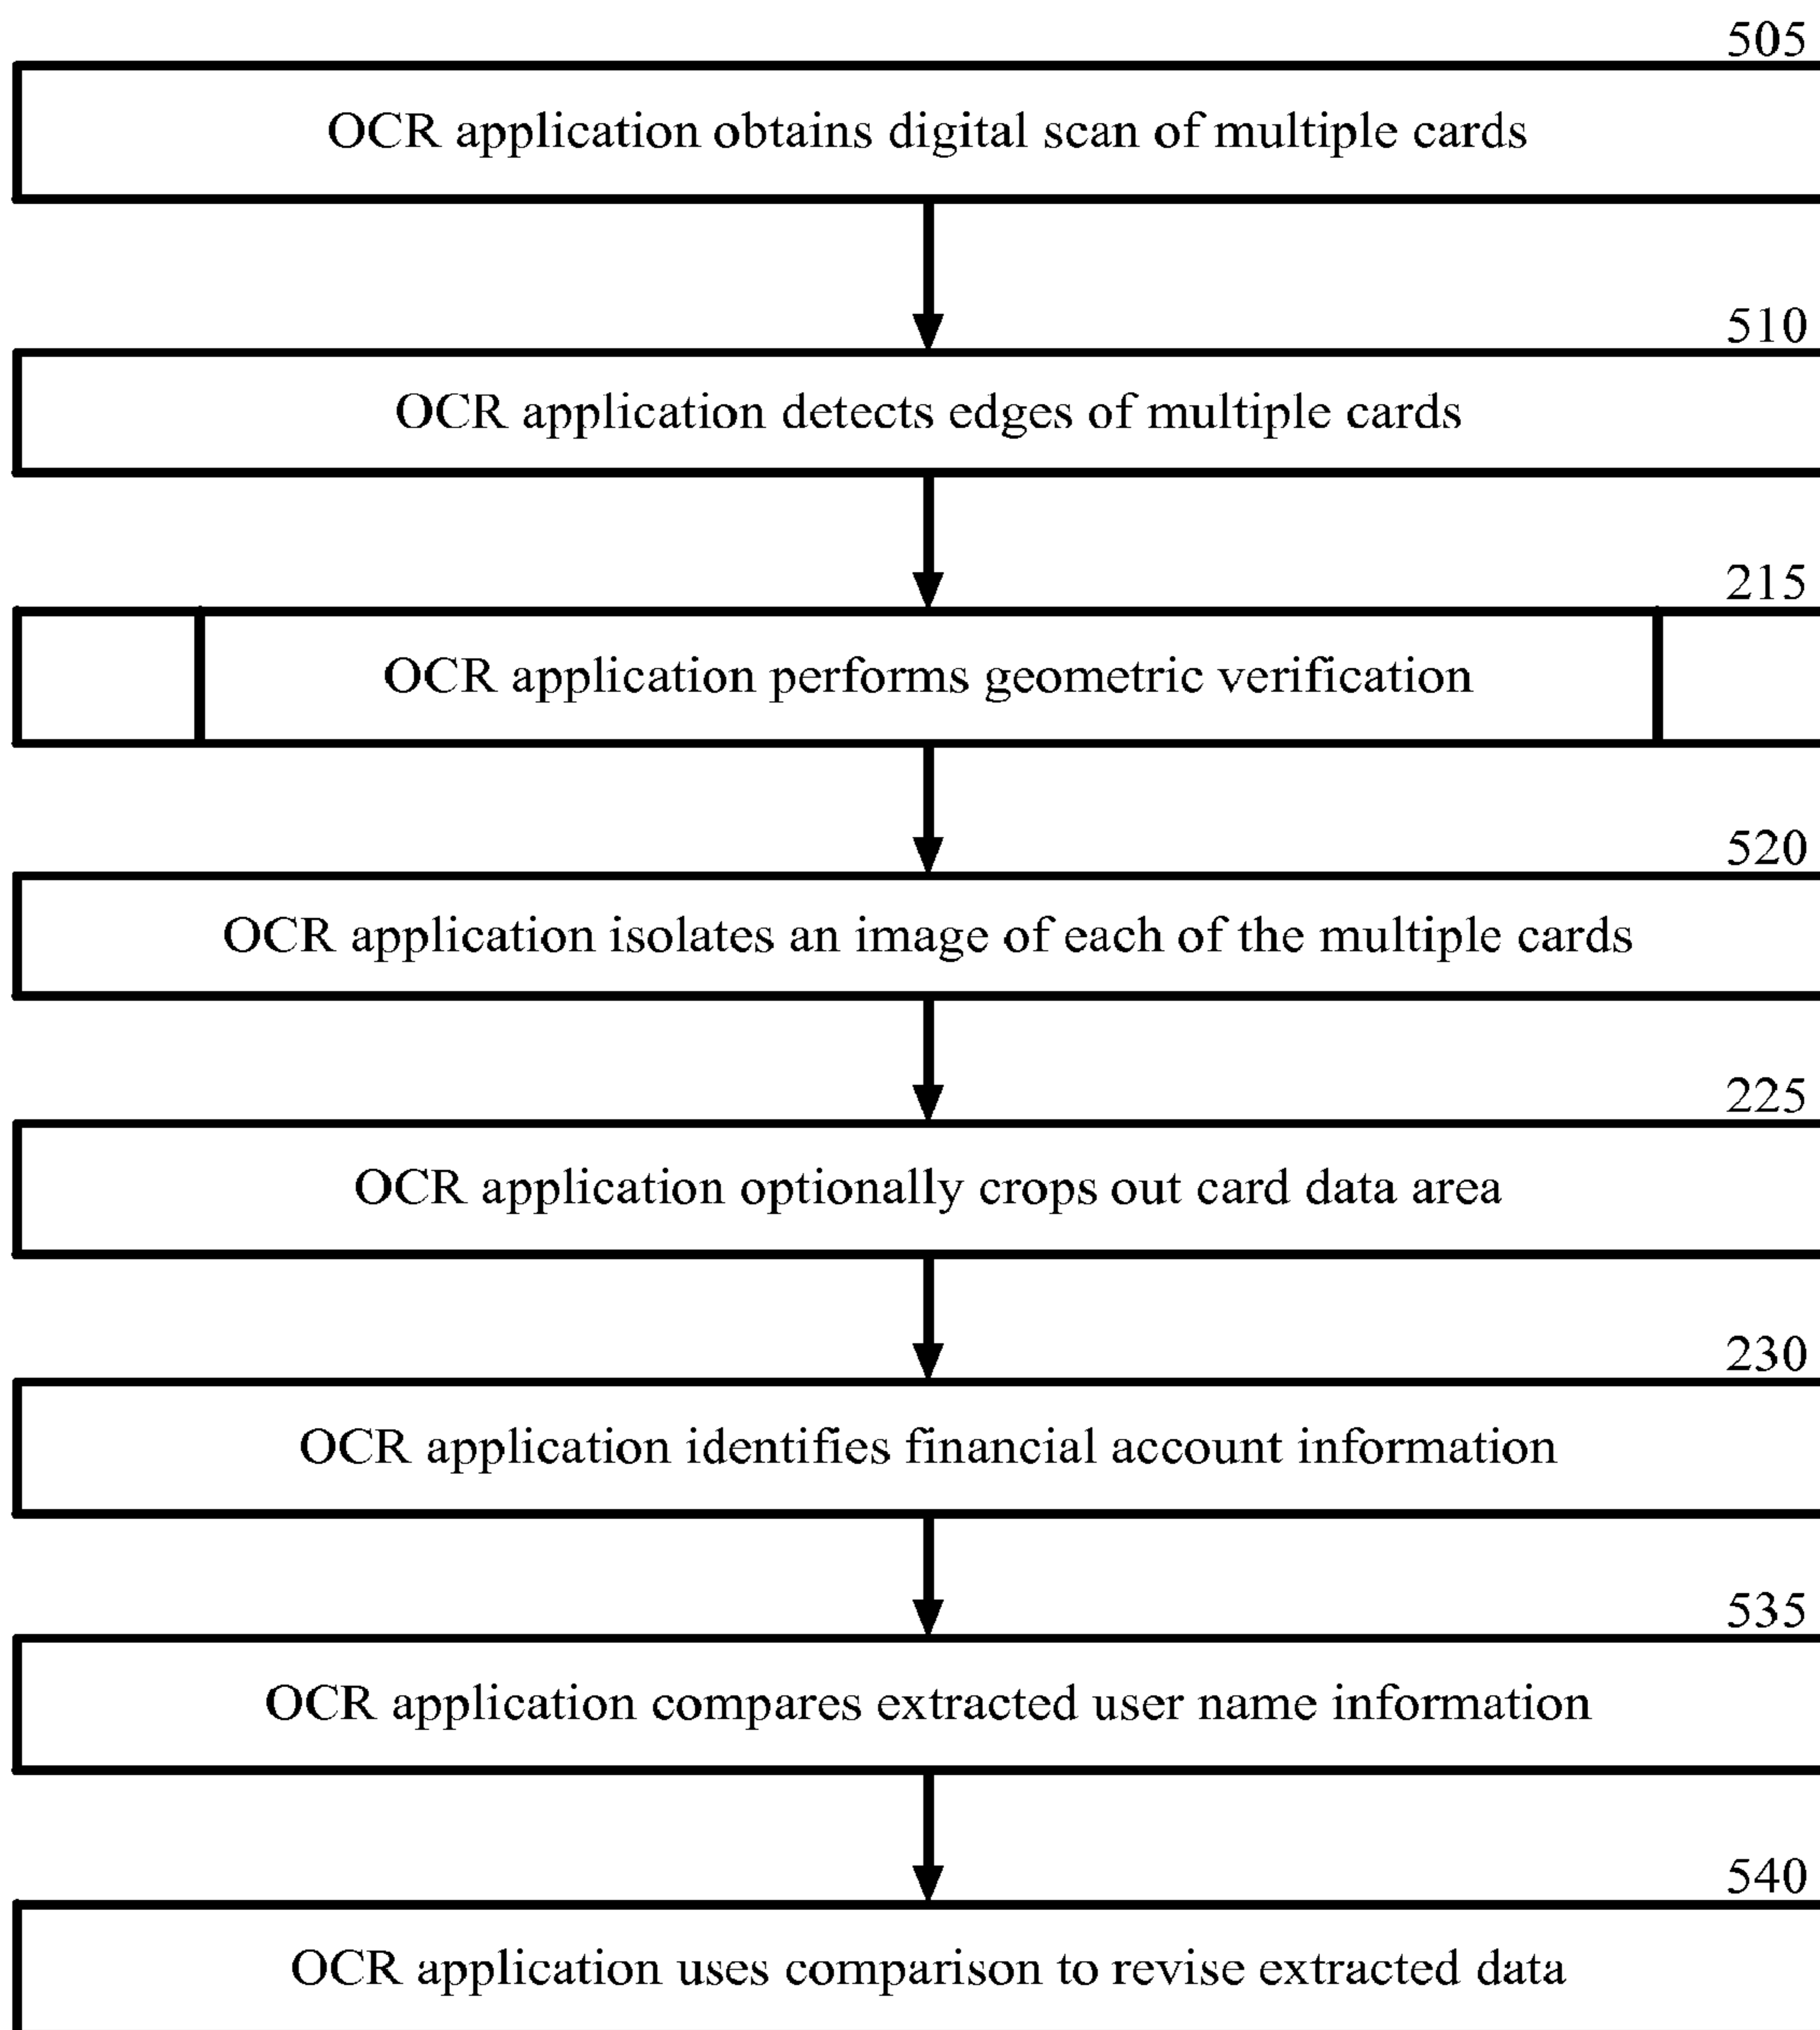 505
OCR application obtains digital scan of multiple cards
510
OCR application detects edges of multiple cards
215
OCR application performs geometric verification
520
OCR application isolates an image of each of the multiple cards
225
OCR application optionally crops out card data area
230
OCR application identifies financial account information
535
OCR application compares extracted user name information
540
OCR application uses comparison to revise extracted data